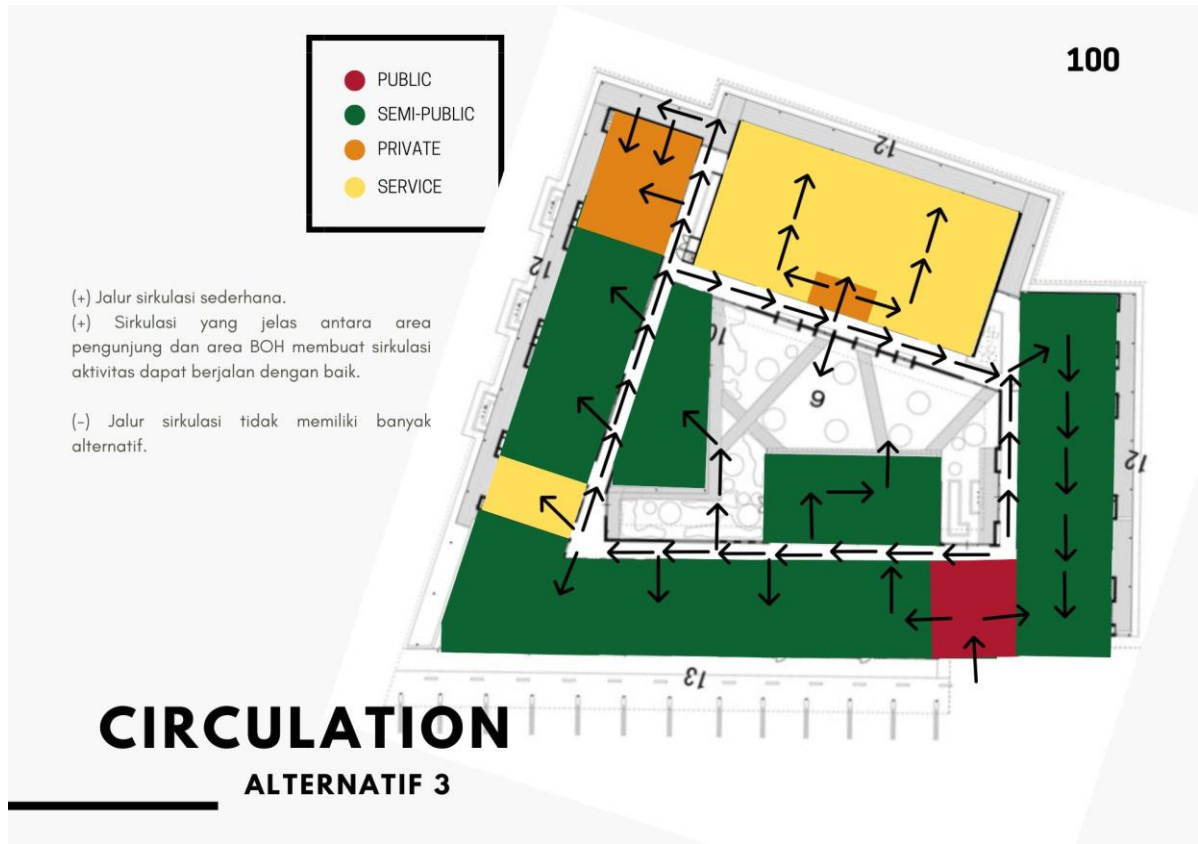 100
PUBLIC
SEMI-PUBLIC
PRIVATE
SERVICE
12
12
(+) Jalur sirkulasi sederhana.
(+) Sirkulasi yang jelas antara area
pengunjung dan area BOH membuat sirkulasi
aktivitas dapat berjalan dengan baik.
(-) Jalur sirkulasi tidak memiliki banyak
alternatif.
10
9
12
13
CIRCULATION
ALTERNATIF 3